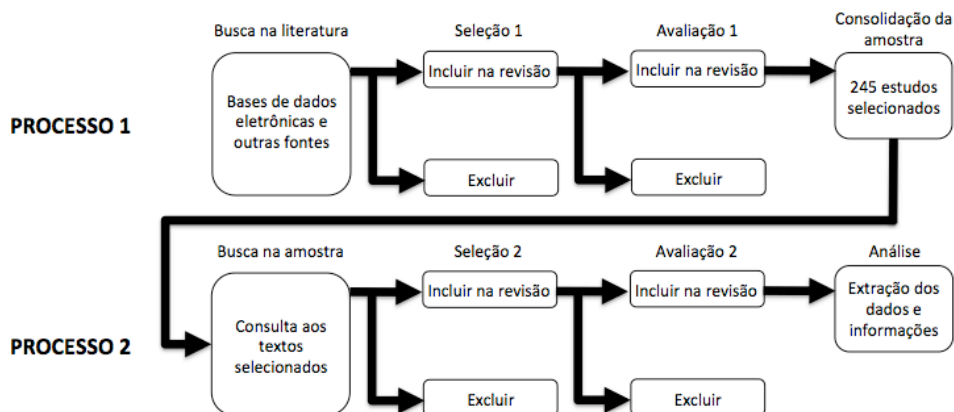 Busca na literatura
Seleção 1
Avaliação 1
Consolidação da
amostra
PROCESSO 1
Bases de dados
eletrônicas e
outras fontes
Incluir na revisão
Excluir
Incluir na revisão
Excluir
245 estudos
selecionados
Busca na amostra
Seleção 2
Avaliação 2
Análise
PROCESSO 2
Consulta aos
textos
selecionados
Incluir na revisão
Excluir
Incluir na revisão
Excluir
Extração dos
dados e
informações